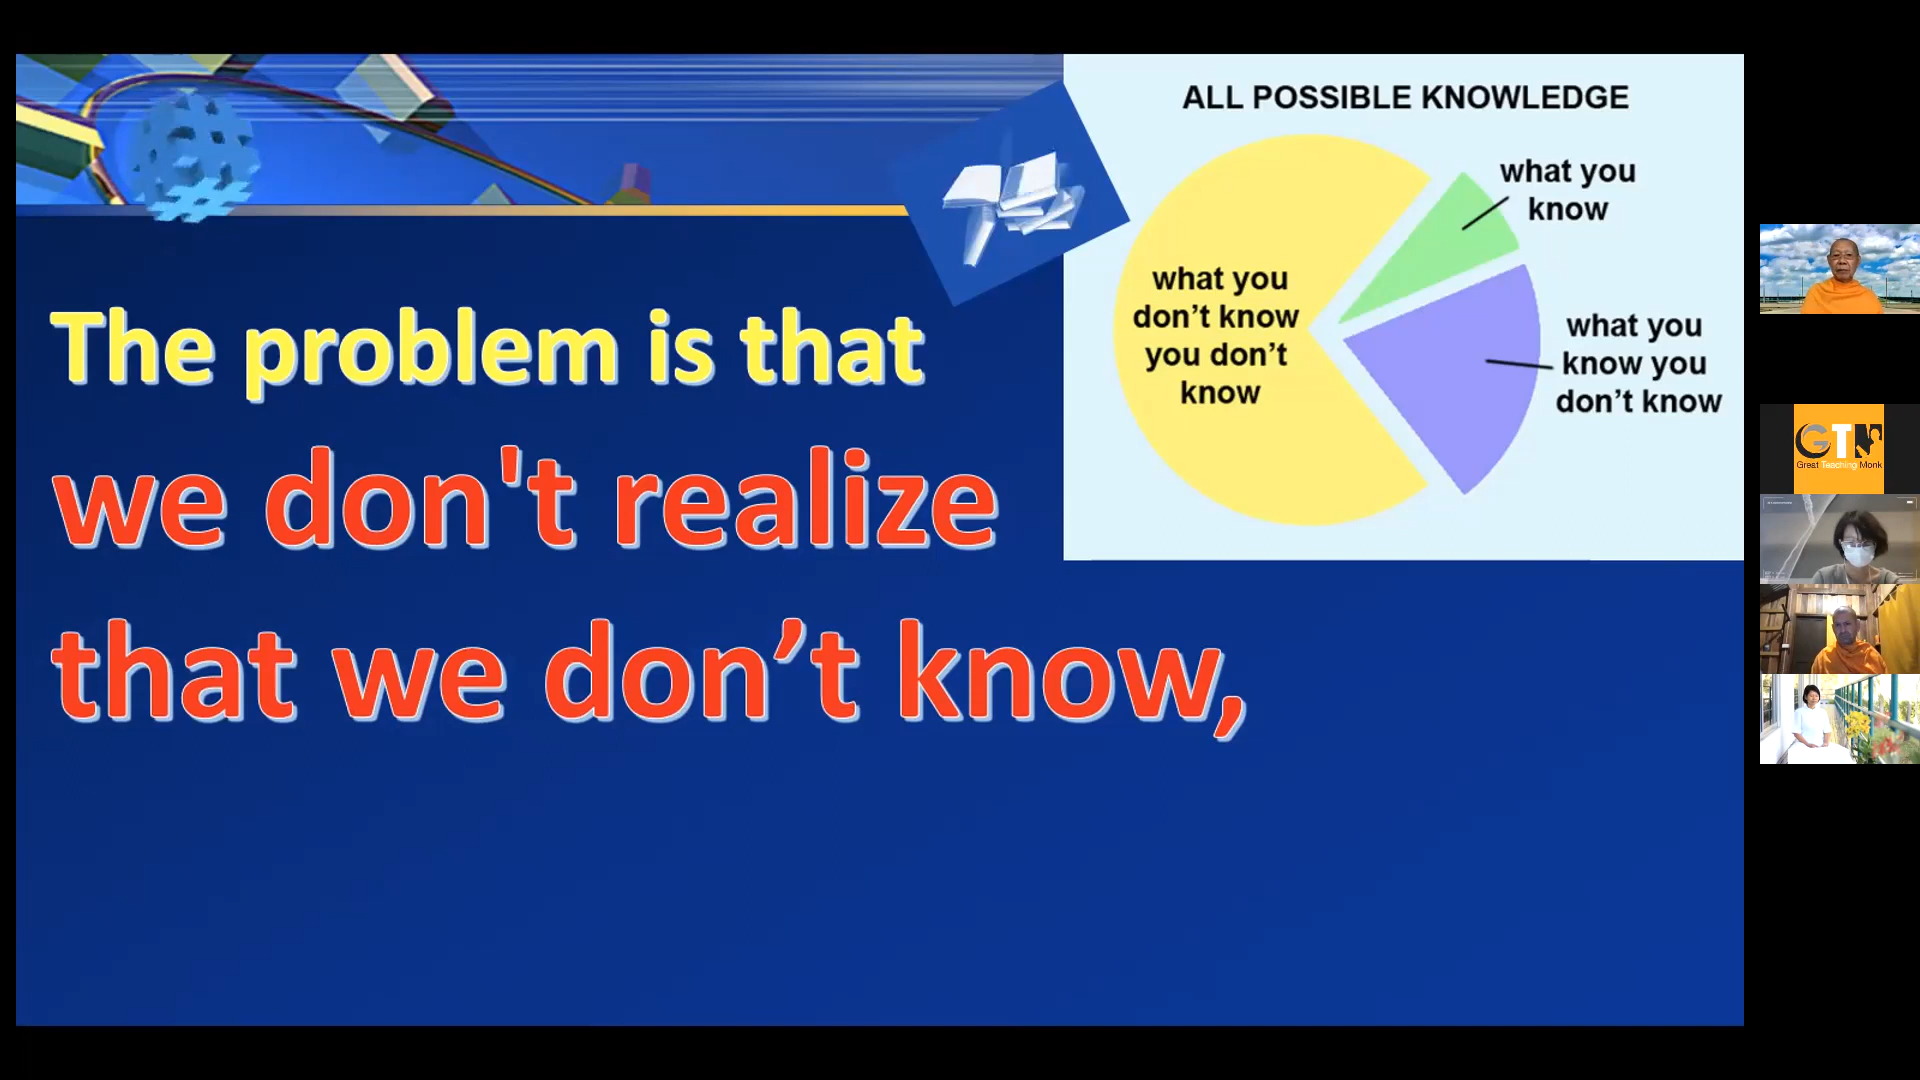 The problem is that
we don't realize
that we don’t know,
ALL POSSIBLE KNOWLEDGE
what you
know
what you
don’t know
you don’t
know
what you
know you
don’t know
GTM
Great Teaching Monk